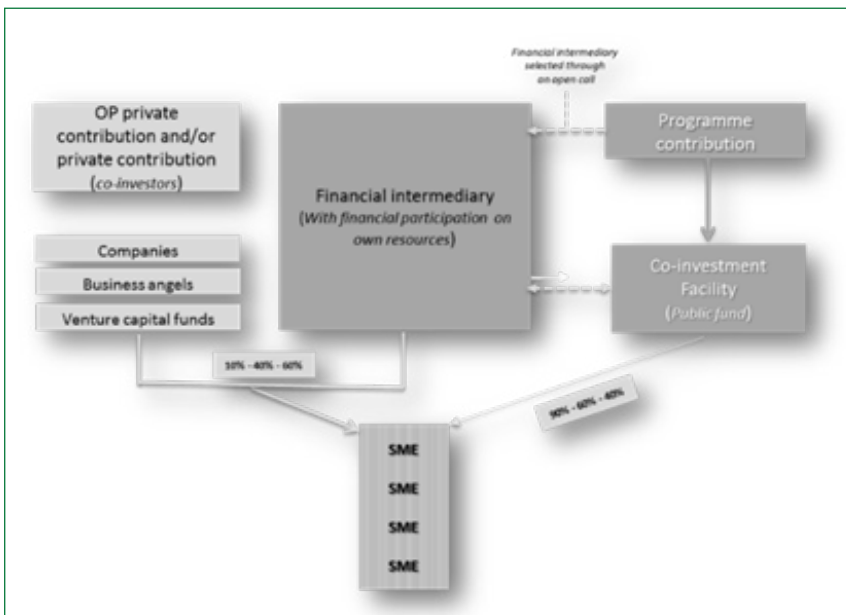 Financial intermediary
selected through
an open call
OP private
contribution and/or
private contribution
(co-investors)
Companies
Business angels
Venture capital funds
Financial intermediary
(With financial participation on
own resources)
Programme
contribution
Co-investment
Facility
(Public fund)
10% - 40% - 60%
90% - 60% - 40%
SME
SME
SME
SME